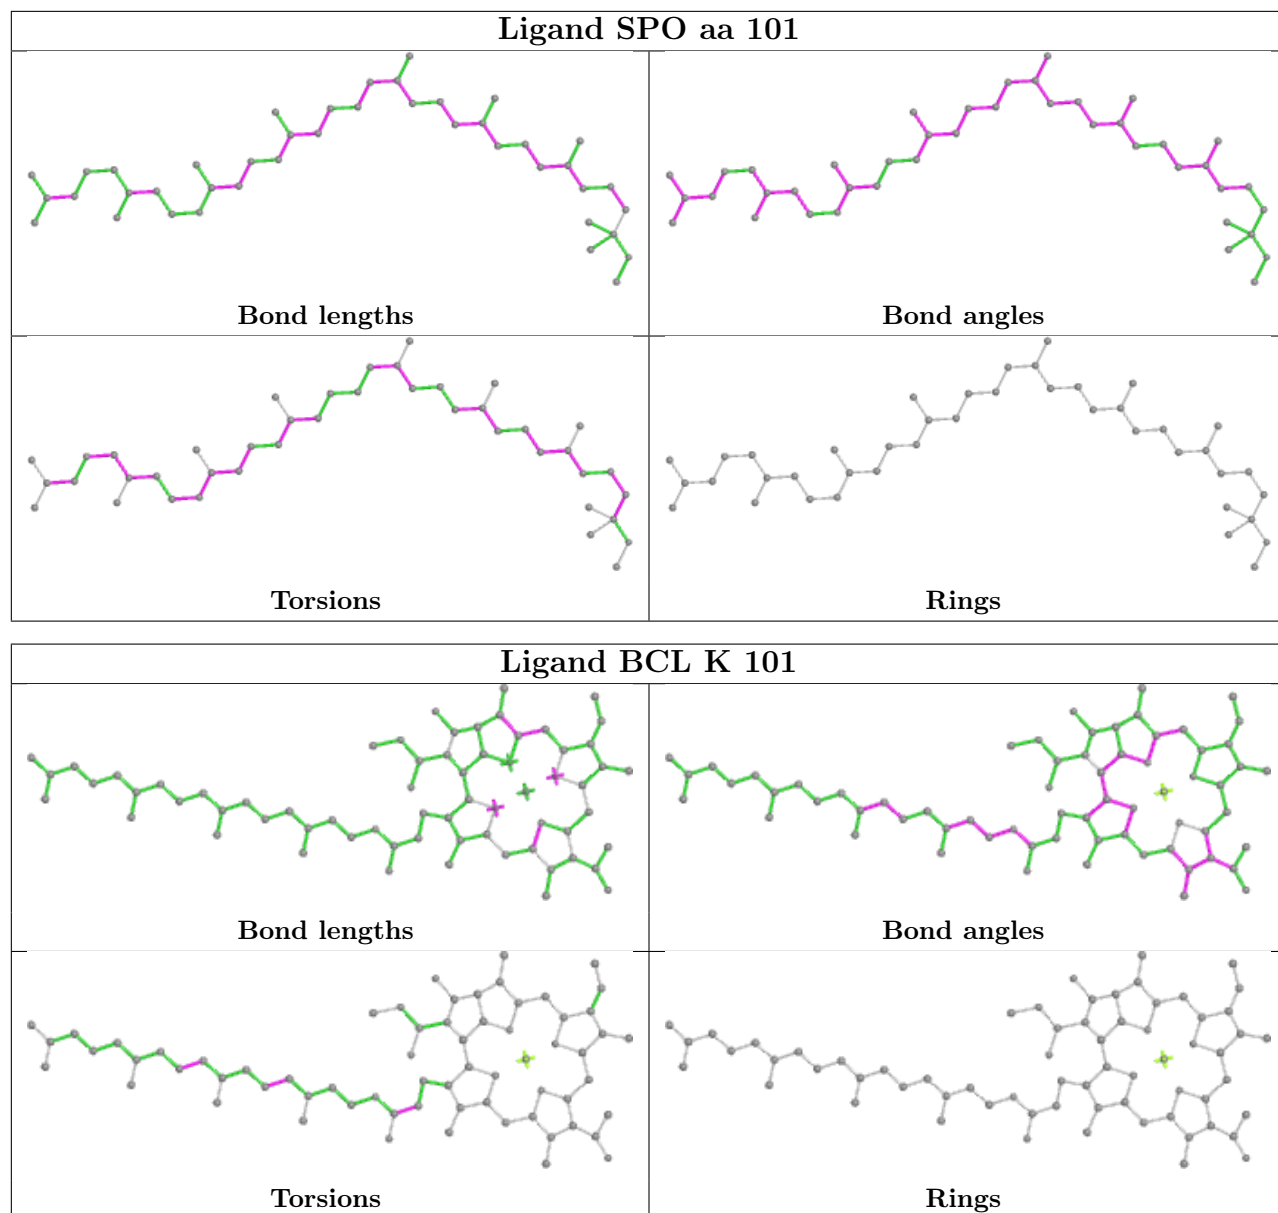 Ligand SPO aa 101
Bond lengths
Bond angles
Torsions
Rings
Ligand BCL K 101
Bond lengths
Bond angles
Torsions
Rings